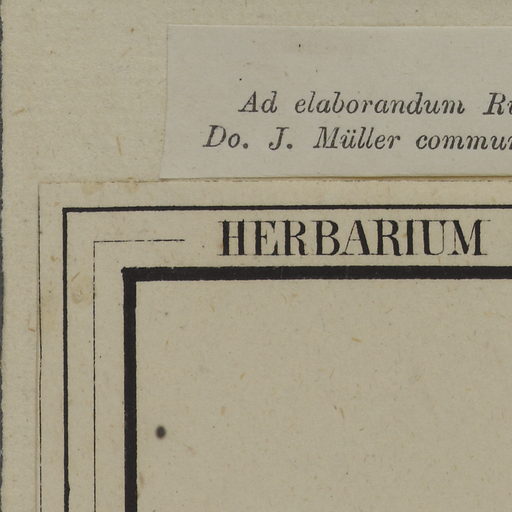 Ad elaborandum
Do. J. Müller
HERBARIUM